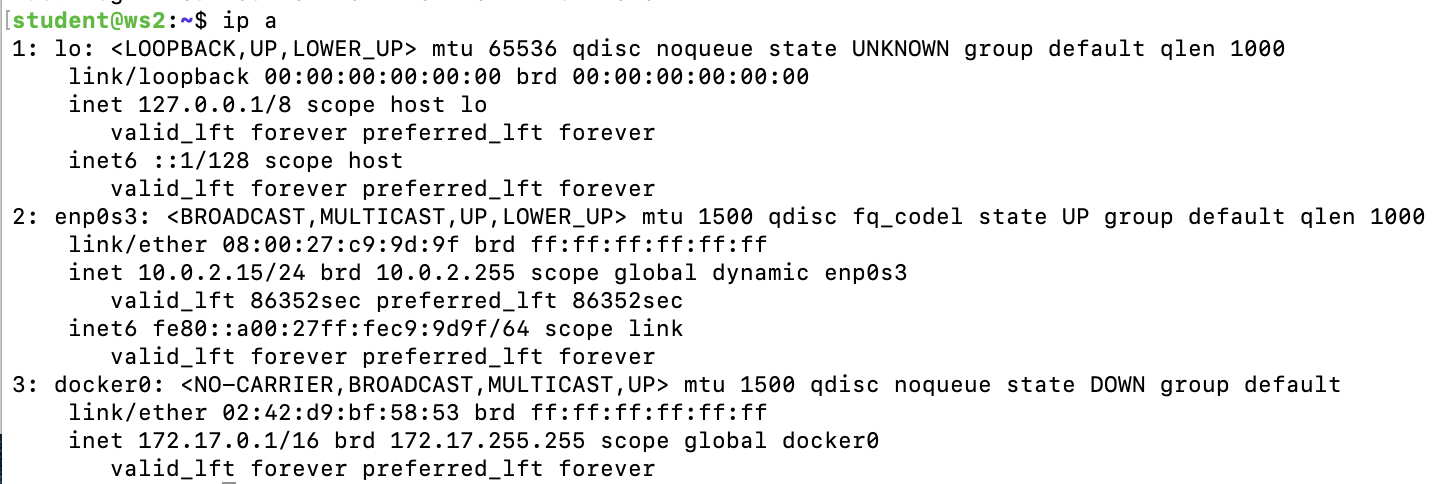 [student@ws2:~$ ip a
1: lo: <LOOPBACK,UP,LOWER_UP> mtu 65536 qdisc noqueue state UNKNOWN group default qlen 1000
    link/loopback 00:00:00:00:00:00 brd 00:00:00:00:00:00
    inet 127.0.0.1/8 scope host lo
       valid_lft forever preferred_lft forever
    inet6 ::1/128 scope host
       valid_lft forever preferred_lft forever
2: enp0s3: <BROADCAST,MULTICAST,UP,LOWER_UP> mtu 1500 qdisc fq_codel state UP group default qlen 1000
    link/ether 08:00:27:c9:9d:9f brd ff:ff:ff:ff:ff:ff
    inet 10.0.2.15/24 brd 10.0.2.255 scope global dynamic enp0s3
       valid_lft 86352sec preferred_lft 86352sec
    inet6 fe80::a00:27ff:fec9:9d9f/64 scope link
       valid_lft forever preferred_lft forever
3: docker0: <NO-CARRIER,BROADCAST,MULTICAST,UP> mtu 1500 qdisc noqueue state DOWN group default
    link/ether 02:42:d9:bf:58:53 brd ff:ff:ff:ff:ff:ff
    inet 172.17.0.1/16 brd 172.17.255.255 scope global docker0
       valid_lft forever preferred_lft forever